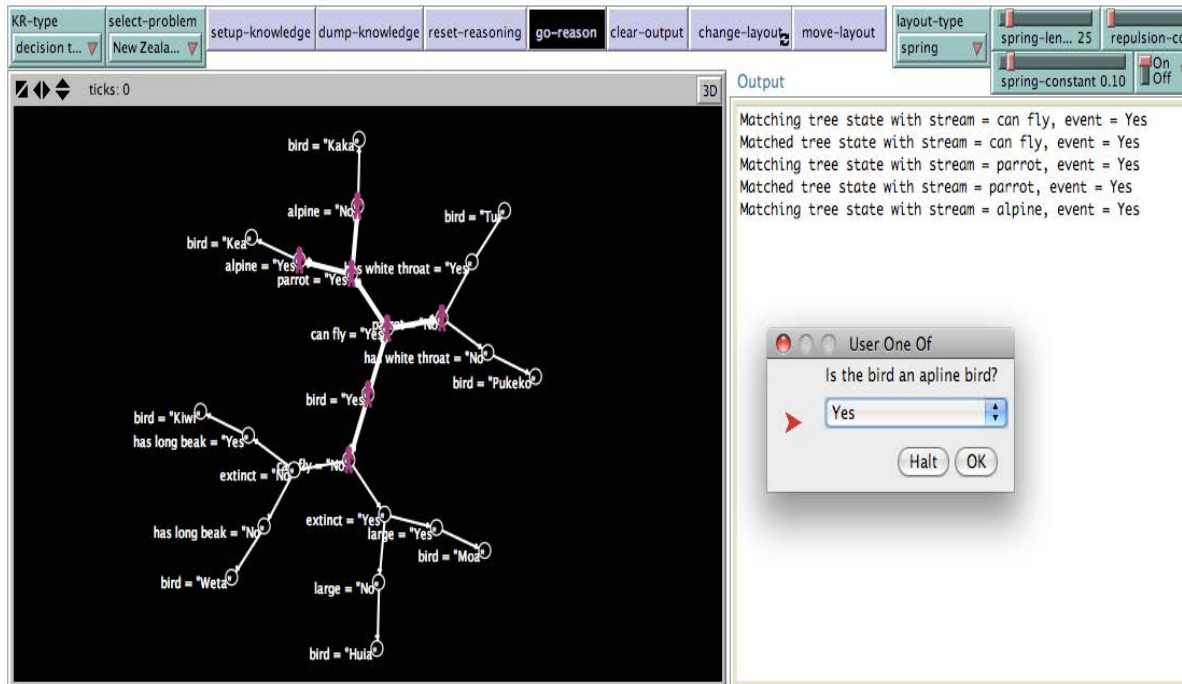 KR-type
decision t...
select-problem
New Zeala...
setup-knowledge
dump-knowledge
reset-reasoning
go-reason
clear-output
change-layout
move-layout
layout-type
spring
spring-len... 25
repulsion-co
spring-constant 0.10
On
Off
ticks: 0
3D
Output
bird = "Kaka"
alpine = "No"
bird = "Tui"
bird = "Kea"
alpine = "Yes"
has white throat = "Yes"
parrot = "Yes"
can fly = "Yes"
parrot = "No"
has white throat = "No"
bird = "Pukeko"
bird = "Yes"
bird = "Kiwi"
has long beak = "Yes"
can fly = "No"
extinct = "No"
extinct = "Yes"
large = "Yes"
has long beak = "No"
bird = "Moa"
bird = "Weta"
large = "No"
bird = "Huia"
Matching tree state with stream = can fly, event = Yes
Matched tree state with stream = can fly, event = Yes
Matching tree state with stream = parrot, event = Yes
Matched tree state with stream = parrot, event = Yes
Matching tree state with stream = alpine, event = Yes
User One Of
Is the bird an apline bird?
Yes
Halt
OK